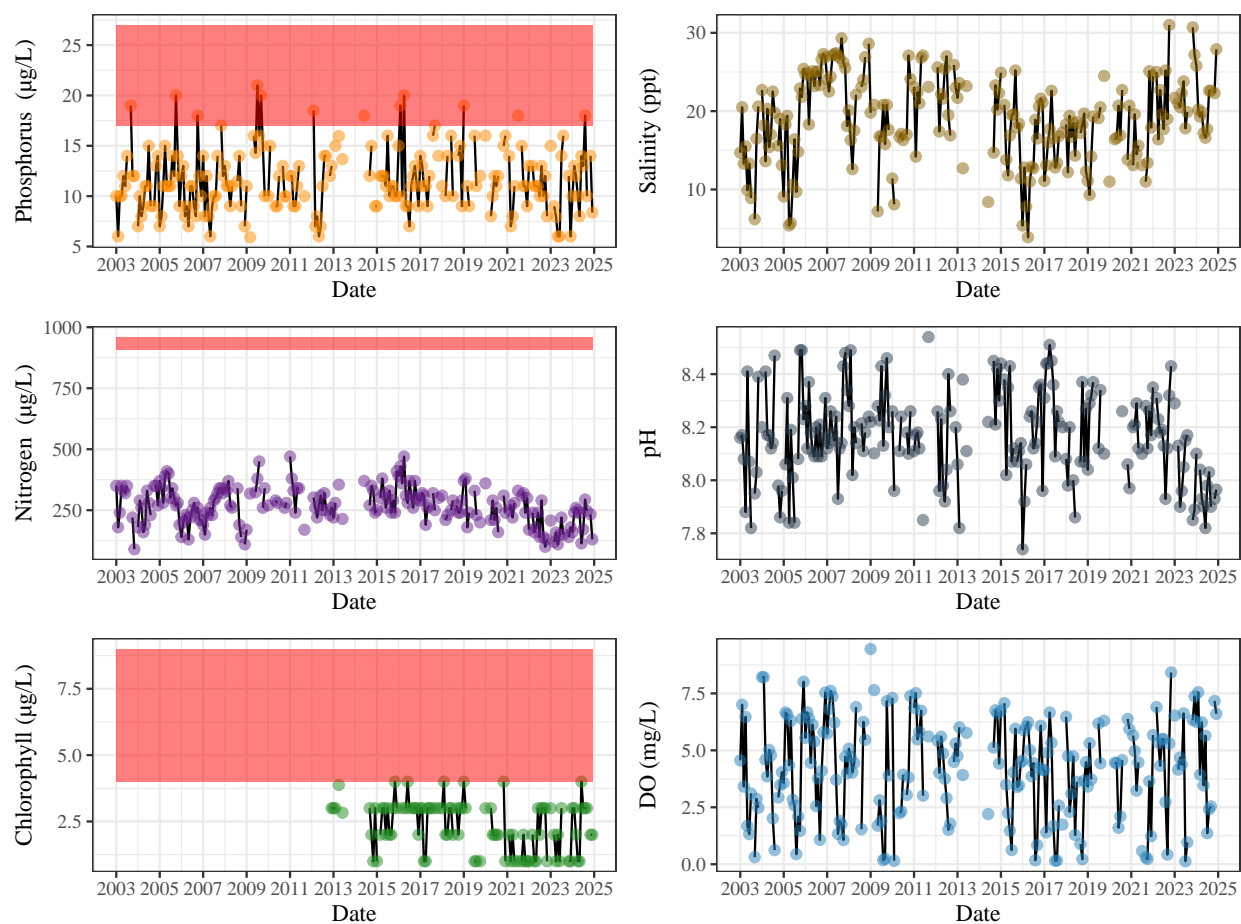 Phosphorus (µg/L)
25
20
15
10
5
2003 2005 2007 2009 2011 2013 2015 2017 2019 2021 2023 2025
Date
Salinity (ppt)
30
20
10
2003 2005 2007 2009 2011 2013 2015 2017 2019 2021 2023 2025
Date
Nitrogen (µg/L)
1000
750
500
250
2003 2005 2007 2009 2011 2013 2015 2017 2019 2021 2023 2025
Date
pH
8.4
8.2
8.0
7.8
2003 2005 2007 2009 2011 2013 2015 2017 2019 2021 2023 2025
Date
Chlorophyll (µg/L)
7.5
5.0
2.5
2003 2005 2007 2009 2011 2013 2015 2017 2019 2021 2023 2025
Date
DO (mg/L)
7.5
5.0
2.5
0.0
2003 2005 2007 2009 2011 2013 2015 2017 2019 2021 2023 2025
Date